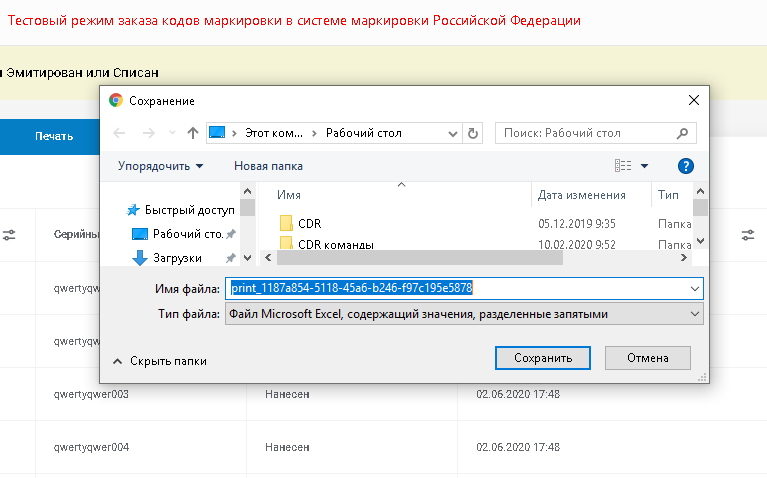 Тестовый режим заказа кодов маркировки в системе маркировки Российской Федерации
и Эмитирован или Списан
Сохранение
Печать
Этот ком... Рабочий стол
Поиск: Рабочий стол
Упорядочить
Новая папка
Имя
Дата изменения
Тип
Быстрый доступ
CDR
05.12.2019 9:35
Папка
Серийны
Рабочий сто.
CDR команды
10.02.2020 9:52
Папка
Загрузки
qwertyqw
Имя файла:
print_1187a854-5118-45a6-b246-f97c195e5878
Тип файла:
Файл Microsoft Excel, содержащий значения, разделенные запятыми
qwertyqw
Скрыть папки
Сохранить
Отмена
qwertyqwer003
Нанесен
02.06.2020 17:48
qwertyqwer004
Нанесен
02.06.2020 17:48